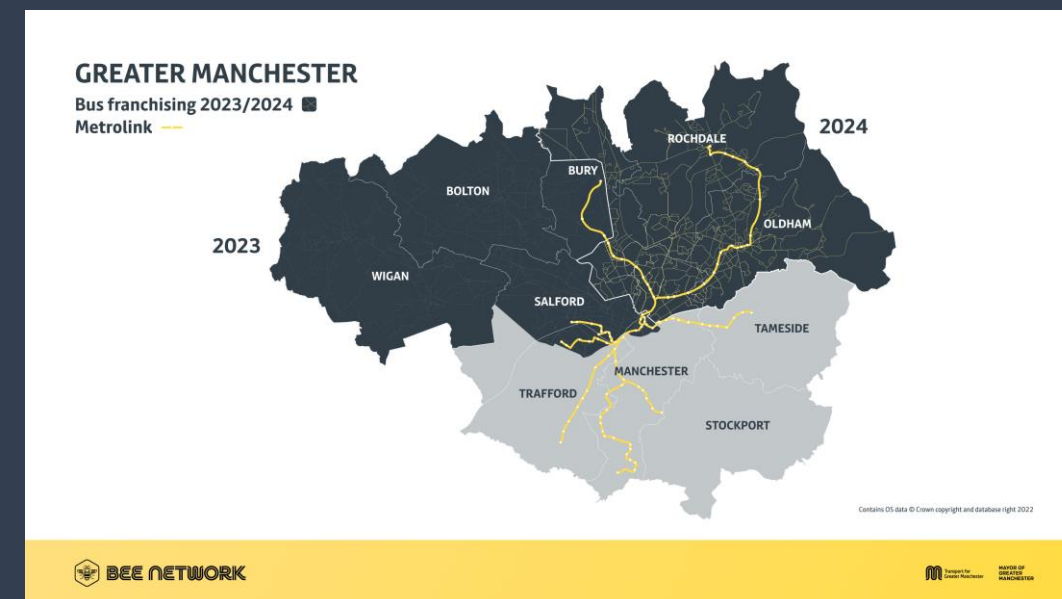 GREATER MANCHESTER
Bus franchising 2023/2024
Metrolink
2024
ROCHDALE
BURY
BOLTON
OLDHAM
2023
WIGAN
SALFORD
TAMESIDE
MANCHESTER
TRAFFORD
STOCKPORT
Contains OS data © Crown copyright and database right 2022
BEE NETWORK
Transport for
Greater Manchester
MAYOR OF
GREATER
MANCHESTER